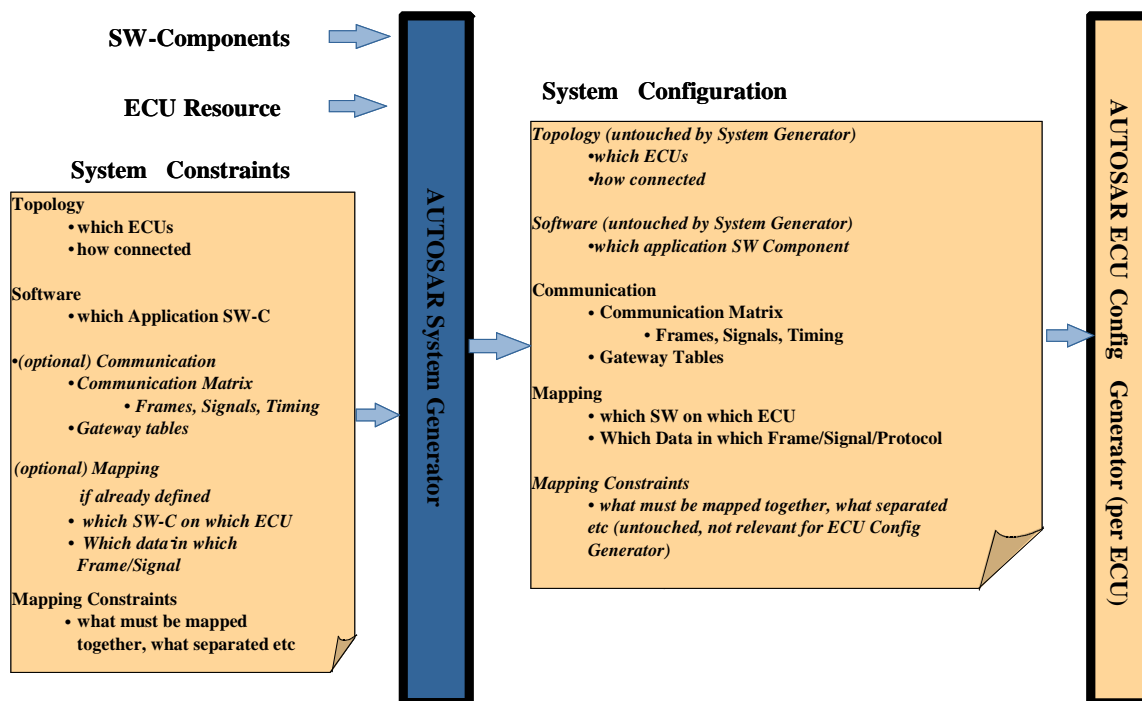 SW-Components
ECU Resource
System Constraints
Topology
•which ECUs
• how connected
Software
• which Application SW-C
•(optional) Communication
• Communication Matrix
• Frames, Signals, Timing
• Gateway tables
(optional) Mapping
if already defined
• which SW-C on which ECU
• Which data-in which
Frame/Signal
Mapping Constraints
• what must be mapped
together, what separated etc
AUTOSAR System Generator
System Configuration
Topology (untouched by System Generator)
•which ECUs
•how connected
Software (untouched by System Generator)
•which application SW Component
Communication
• Communication Matrix
• Frames, Signals, Timing
• Gateway Tables
Mapping
• which SW on which ECU
• Which Data in which Frame/Signal/Protocol
Mapping Constraints
• what must be mapped together, what separated
etc (untouched, not relevant for ECU Config
Generator)
AUTOSAR ECU Config Generator (per ECU)